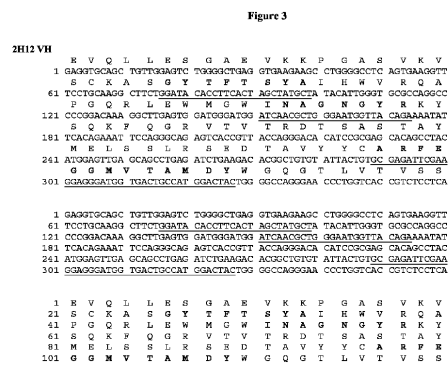 Figure 3
2H12 VH
E V Q L L E S G A E V K K P G A S V K V
1 GAGGTGCAGC TGTTGGAGTC TGGGGCTGAG GTGAAGAAGC CTGGGGCCTC AGTGAAGGTT
S C K A S G Y T F T S Y A I H W V R Q A
61 TCCTGCAAGG CTTCTGGATA CACCTTCACT AGCTATGCTA TACATTGGGT GCGCCAGGCC
P G Q R L E W M G W I N A G N G Y R K Y
121 CCCGGACAAA GGCTTGAGTG GATGGGATGG ATCAACGCTG GGAATGGTTA CAGAAAATAT
S Q K F Q G R V T V T R D T S A S T A Y
181 TCACAGAAAT TCCAGGGCAG AGTCACCGTT ACCAGGGACA CATCCGCGAG CACAGCCTAC
M E L S S L R S E D T A V Y Y C A R F E
241 ATGGAGTTGA GCAGCCTGAG ATCTGAAGAC ACGGCTGTGT ATTACTGTGC GCGATTCGAA
G G M V T A M D Y W G Q G T L V T V S S
301 GGAGGGATGG TGACTGCCAT GGACTACTGG GGCCAGGGAA CCCTGGTCAC CGTCTCCTCA
1 GAGGTGCAGC TGTTGGAGTC TGGGGCTGAG GTGAAGAAGC CTGGGGCCTC AGTGAAGGTT
61 TCCTGCAAGG CTTCTGGATA CACCTTCACT AGCTATGCTA TACATTGGGT GCGCCAGGCC
121 CCCGGACAAA GGCTTGAGTG GATGGGATGG ATCAACGCTG GGAATGGTTA CAGAAAATAT
181 TCACAGAAAT TCCAGGGCAG AGTCACCGTT ACCAGGGACA CATCCGCGAG CACAGCCTAC
241 ATGGAGTTGA GCAGCCTGAG ATCTGAAGAC ACGGCTGTGT ATTACTGTGC GCGATTCGAA
301 GGAGGGATGG TGACTGCCAT GGACTACTGG GGCCAGGGAA CCCTGGTCAC CGTCTCCTCA
1 E V Q L L E S G A E V K K P G A S V K V
21 S C K A S G Y T F T S Y A I H W V R Q A
41 P G Q R L E W M G W I N A G N G Y R K Y
61 S Q K F Q G R V T V T R D T S A S T A Y
81 M E L S S L R S E D T A V Y Y C A R F E
101 G G M V T A M D Y W G Q G T L V T V S S